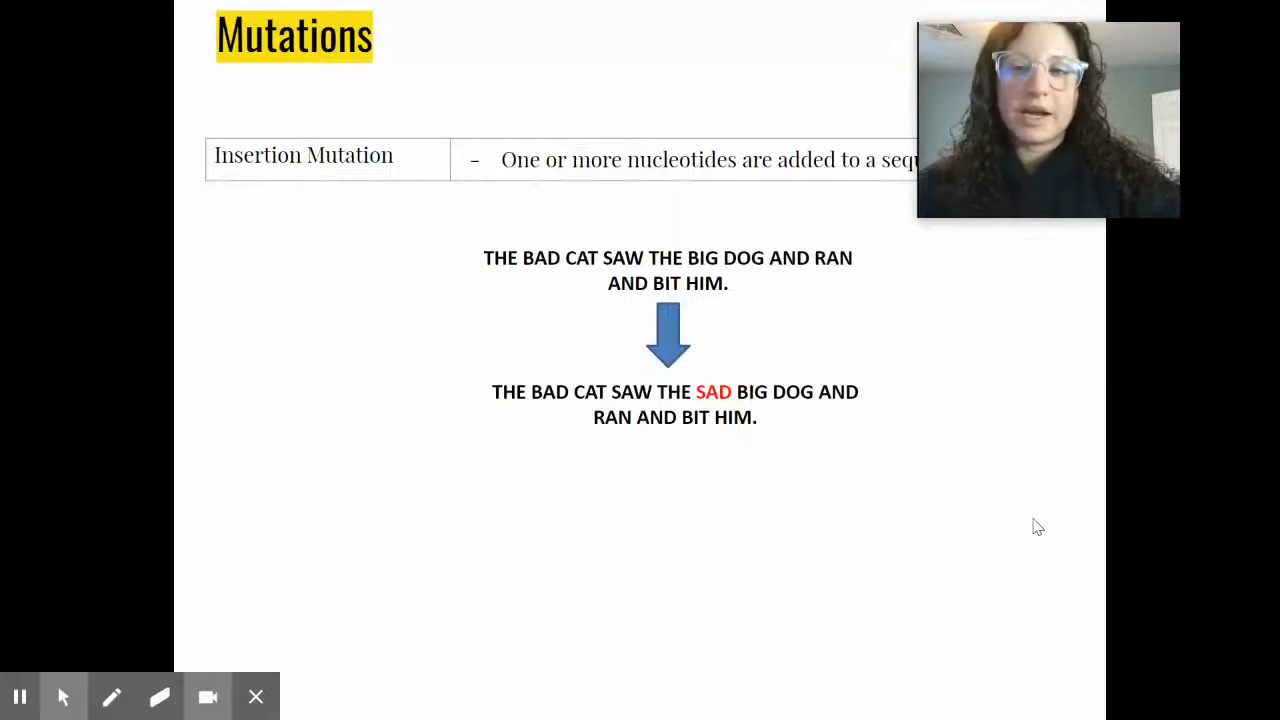 Mutations
Insertion Mutation
- One or more nucleotides are added to a
THE BAD CAT SAW THE BIG DOG AND RAN
AND BIT HIM.
THE BAD CAT SAW THE SAD BIG DOG AND
RAN AND BIT HIM.